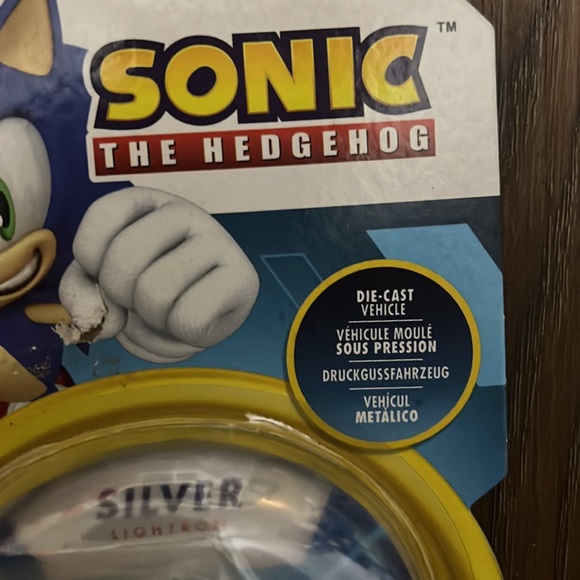 SONIC™
THE HEDGEHOG
DIE-CAST
VEHICLE
VÉHICULE MOULÉ
SOUS PRESSION
DRUCKGUSSFAHRZEUG
VEHÍCUL
METÁLICO
SILVER